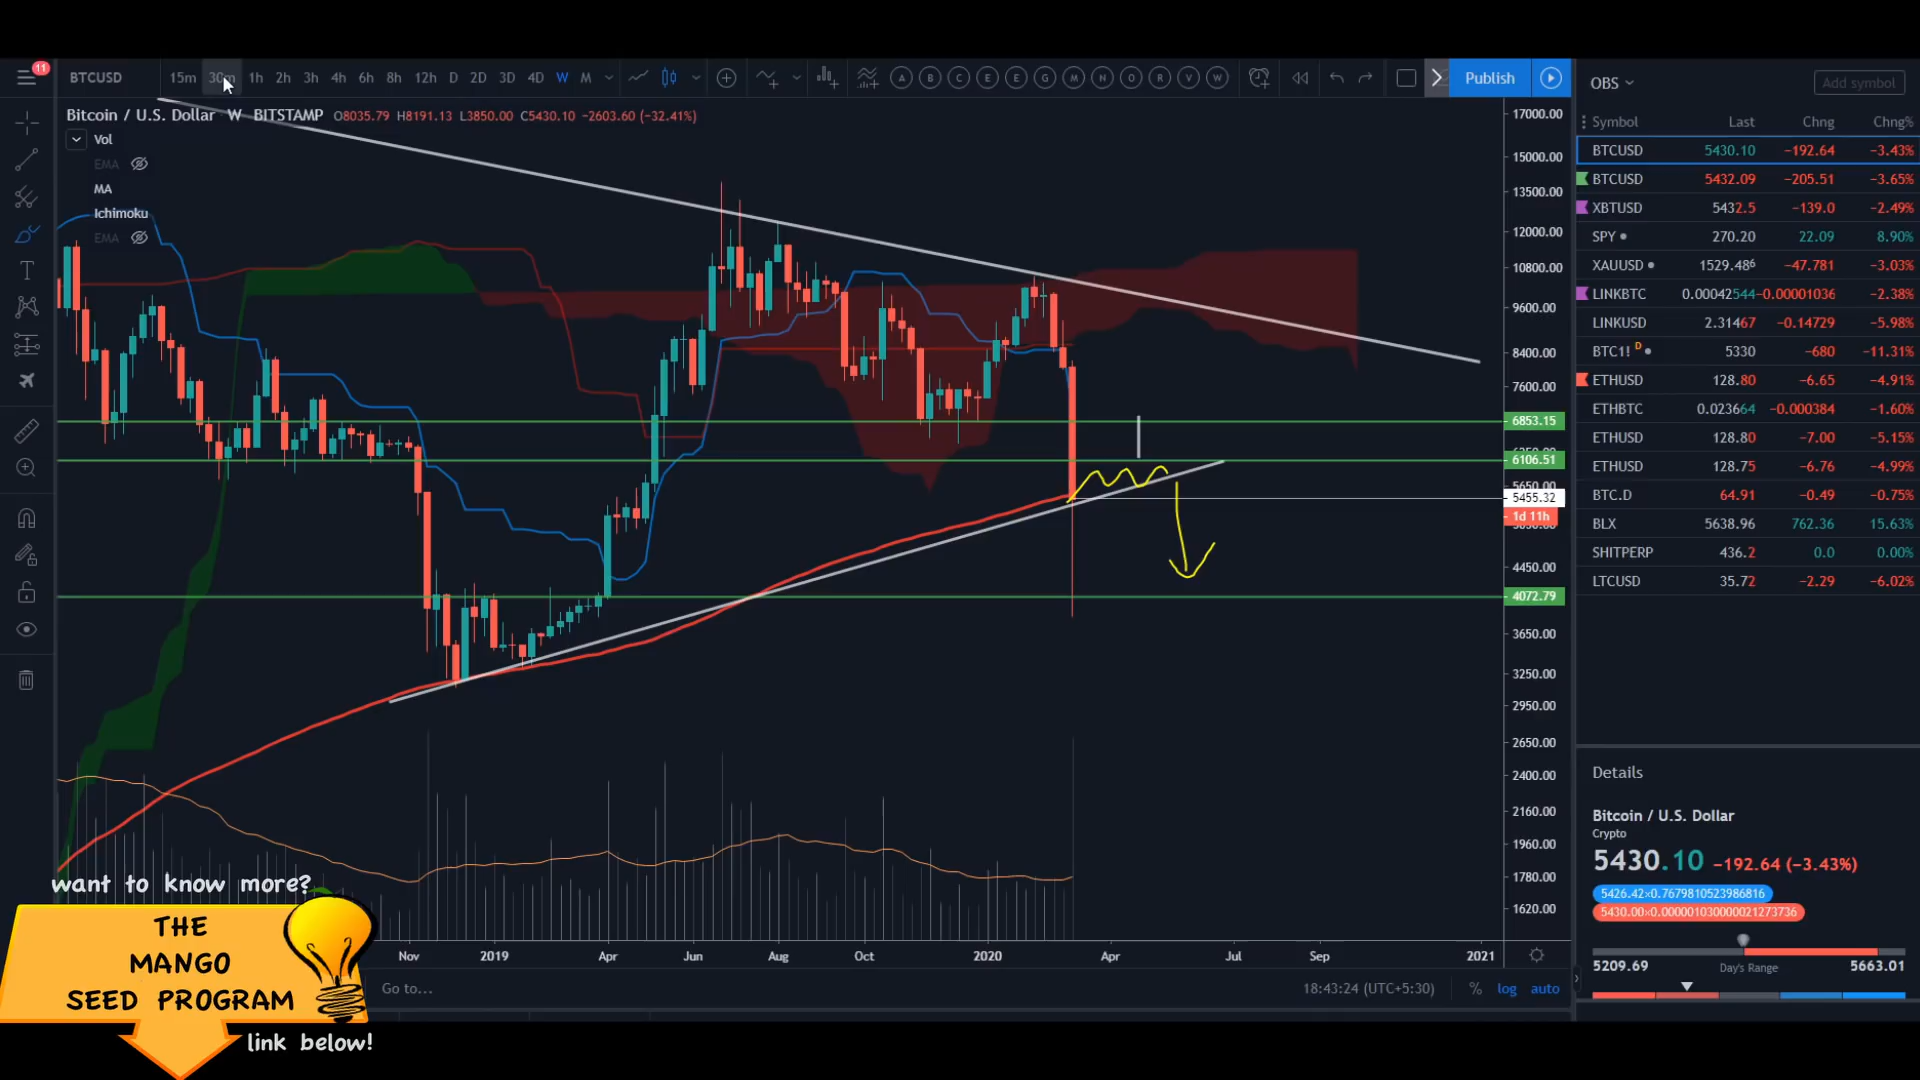 11
BTCUSD 15m 30m 1h 2h 3h 4h 6h 8h 12h D 2D 3D 4D W M A B C E E G M N O R V W Publish
Bitcoin / U.S. Dollar W BITSTAMP O8035.79 H8191.13 L3850.00 C5430.10 −2603.60 (−32.41%)
Vol
EMA
MA
Ichimoku
EMA
17000.00
15000.00
13500.00
12000.00
10800.00
9600.00
8400.00
7600.00
6853.15
6106.51
5650.00
5455.32
1d 11h
4450.00
4072.79
3650.00
3250.00
2950.00
2650.00
2400.00
2160.00
1960.00
1780.00
1620.00
Nov 2019 Apr Jun Aug Oct 2020 Apr Jul Sep 2021
Go to... 18:43:24 (UTC+5:30) % log auto
OBS Add symbol
Symbol Last Chng Chng%
BTCUSD 5430.10 −192.64 −3.43%
BTCUSD 5432.09 −205.51 −3.65%
XBTUSD 5432.5 −139.0 −2.49%
SPY 270.20 22.09 8.90%
XAUUSD 1529.486 −47.781 −3.03%
LINKBTC 0.00042544 −0.00001036 −2.38%
LINKUSD 2.31467 −0.14729 −5.98%
BTC1! D 5330 −680 −11.31%
ETHUSD 128.80 −6.65 −4.91%
ETHBTC 0.023664 −0.000384 −1.60%
ETHUSD 128.80 −7.00 −5.15%
ETHUSD 128.75 −6.76 −4.99%
BTC.D 64.91 −0.49 −0.75%
BLX 5638.96 762.36 15.63%
SHITPERP 436.2 0.0 0.00%
LTCUSD 35.72 −2.29 −6.02%
Details
Bitcoin / U.S. Dollar
Crypto
5430.10 −192.64 (−3.43%)
5426.42×0.7679810523986816
5430.00×0.000001030000021273736
5209.69 Day's Range 5663.01
want to know more?
THE
MANGO
SEED PROGRAM
link below!